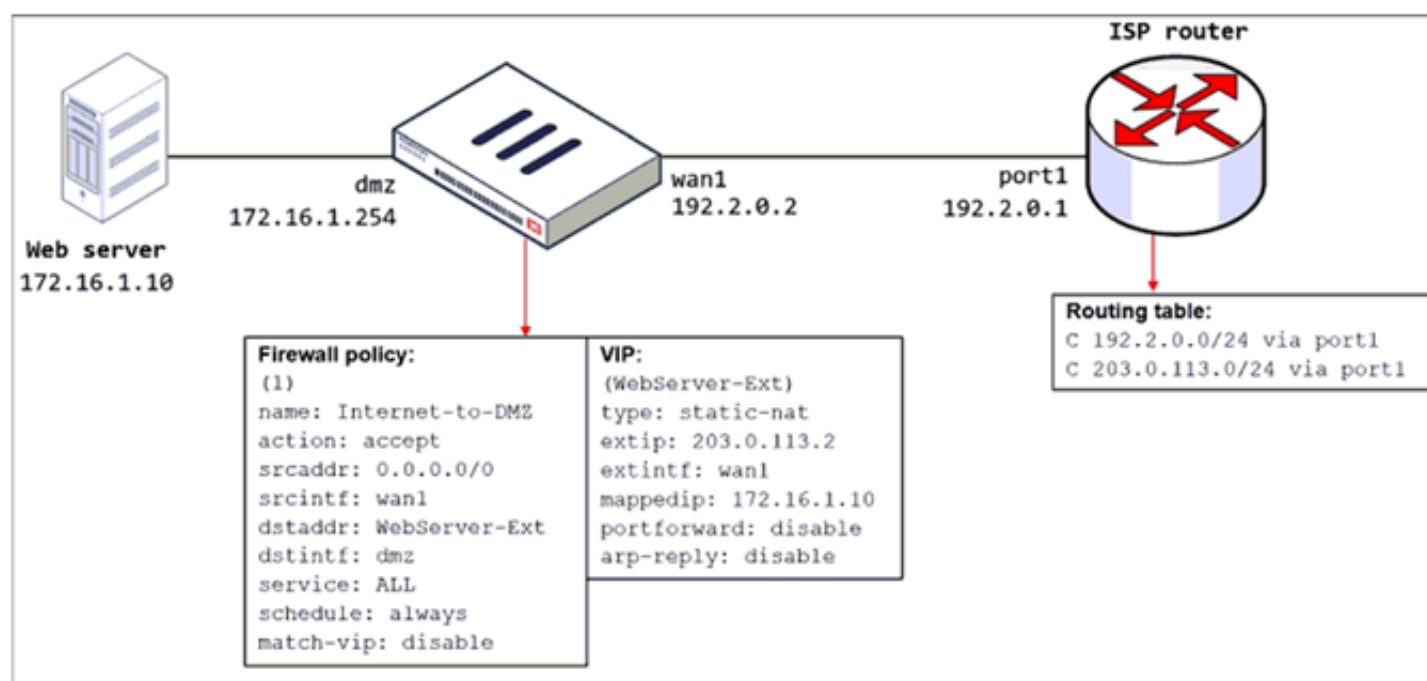 ISP router
dmz
172.16.1.254
wan1
192.2.0.2
port1
192.2.0.1
Web server
172.16.1.10
Firewall policy:
(1)
name: Internet-to-DMZ
action: accept
srcaddr: 0.0.0.0/0
srcintf: wan1
dstaddr: WebServer-Ext
dstintf: dmz
service: ALL
schedule: always
match-vip: disable
VIP:
(WebServer-Ext)
type: static-nat
extip: 203.0.113.2
extintf: wan1
mappedip: 172.16.1.10
portforward: disable
arp-reply: disable
Routing table:
C 192.2.0.0/24 via port1
C 203.0.113.0/24 via port1